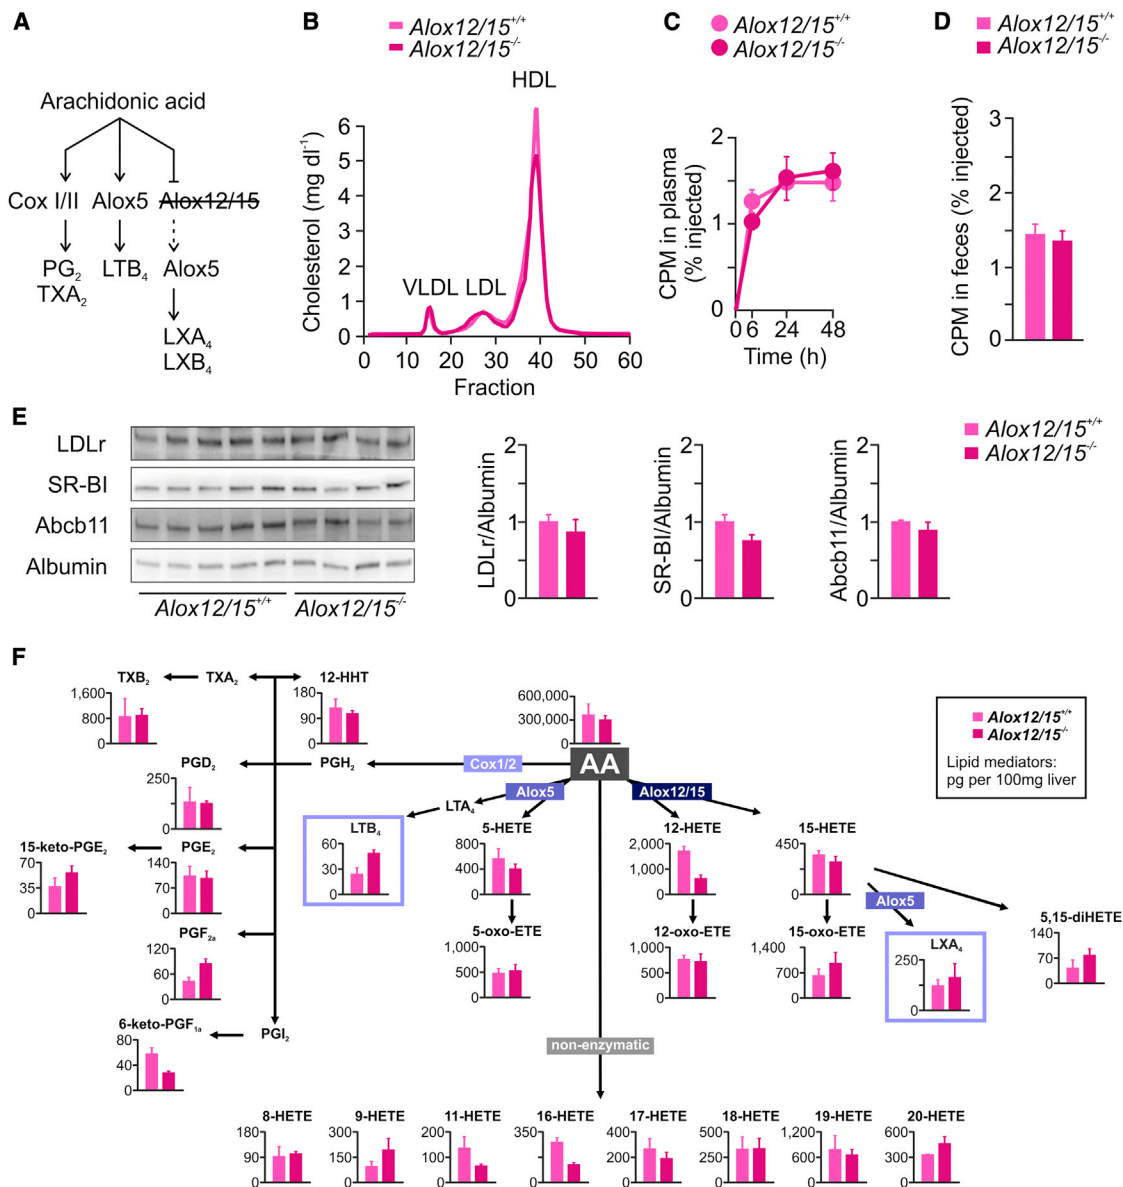 A
Arachidonic acid
Cox I/II Alox5 Alox12/15
PG2 LTB4 Alox5
TXA2
LXA4
LXB4
B
Alox12/15+/+
Alox12/15-/-
HDL
VLDL LDL
Cholesterol (mg dl-1)
6
5
4
3
2
1
0
0 10 20 30 40 50 60
Fraction
C
Alox12/15+/+
Alox12/15-/-
CPM in plasma
(% injected)
2
1
0
0 6 24 48
Time (h)
D
Alox12/15+/+
Alox12/15-/-
CPM in feces (% injected)
3
2
1
0
E
LDLr
SR-BI
Abcb11
Albumin
Alox12/15+/+ Alox12/15-/-
LDLr/Albumin
2
1
0
SR-BI/Albumin
2
1
0
Abcb11/Albumin
2
1
0
Alox12/15+/+
Alox12/15-/-
F
TXB2 TXA2 12-HHT
1,600
800
0
180
90
0
600,000
300,000
0
Alox12/15+/+
Alox12/15-/-
Lipid mediators:
pg per 100mg liver
PGD2 PGH2 Cox1/2 AA
250
0
Alox5 Alox12/15
LTA4
LTB4
60
30
0
5-HETE
800
400
0
12-HETE
2,000
1,000
0
15-HETE
450
0
15-keto-PGE2 PGE2
70
35
0
140
70
0
Alox5
PGF2a
120
60
0
5-oxo-ETE
1,000
500
0
12-oxo-ETE
1,000
500
0
15-oxo-ETE
1,400
700
0
LXA4
250
0
5,15-diHETE
140
70
0
6-keto-PGF1a PGI2
80
40
0
non-enzymatic
8-HETE 9-HETE 11-HETE 16-HETE 17-HETE 18-HETE 19-HETE 20-HETE
180 300 200 350 400 500 1,200 600
90 150 100 200 250 600 300
0 0 0 0 0 0 0 0